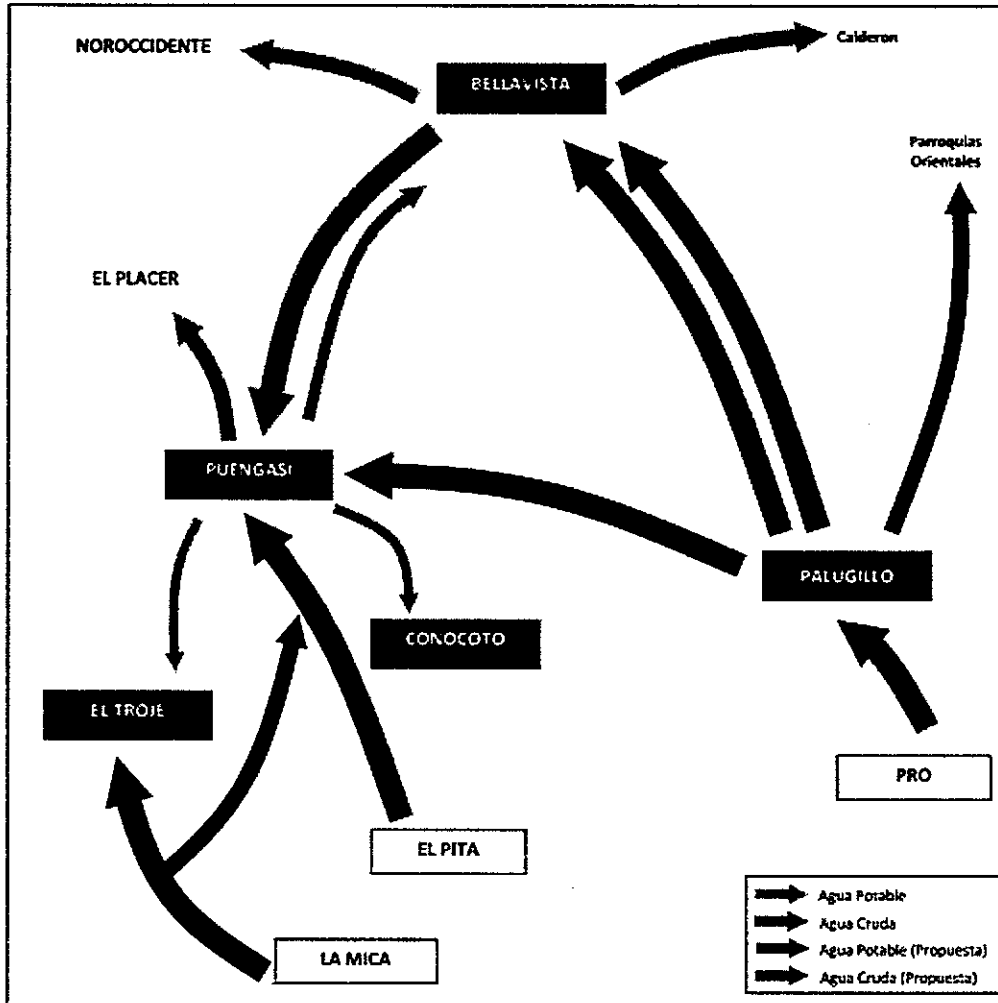 NOROCCIDENTE
Calderon
BELLAVISTA
Parroquias
Orientales
EL PLACER
PUENGASI
PALUGILLO
CONOCOTO
EL TROJE
PRO
EL PITA
LA MICA
Agua Potable
Agua Cruda
Agua Potable (Propuesta)
Agua Cruda (Propuesta)